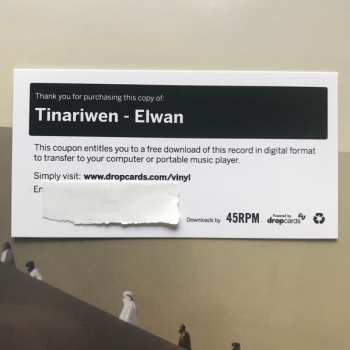 Thank you for purchasing this copy of:
Tinariwen - Elwan
This coupon entitles you to a free download of this record in digital format
to transfer to your computer or portable music player.
Simply visit: www.dropcards.com/vinyl
En
Downloads by 45RPM Powered by dropcards